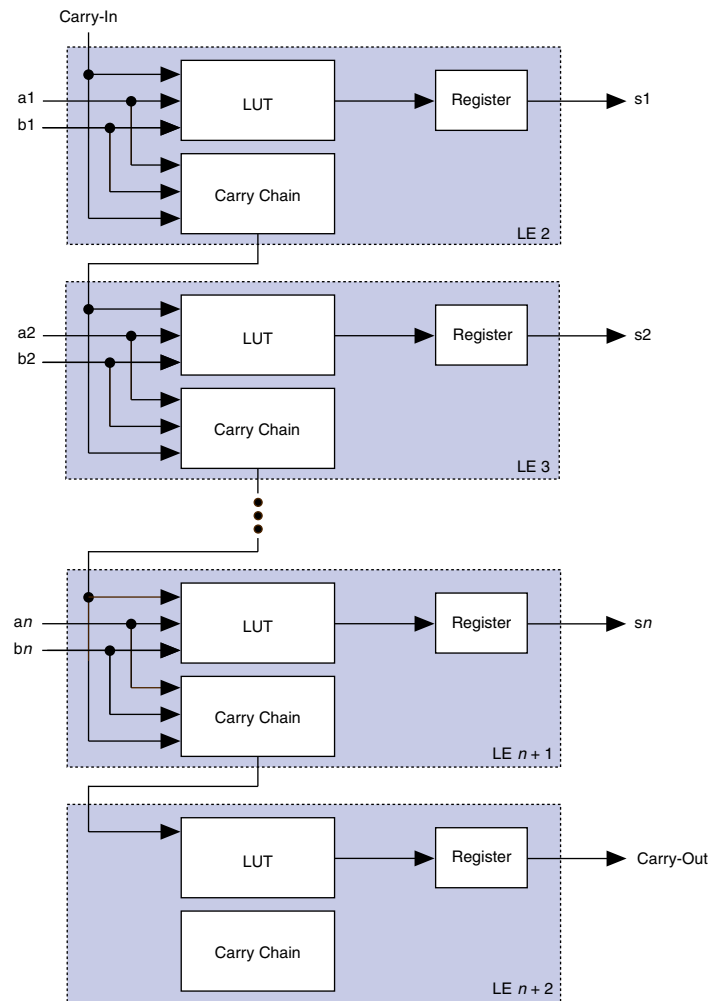 Carry-In
a1
b1
LUT
Register
s1
Carry Chain
LE 2
a2
b2
LUT
Register
s2
Carry Chain
LE 3
an
bn
LUT
Register
sn
Carry Chain
LE n + 1
LUT
Register
Carry-Out
Carry Chain
LE n + 2